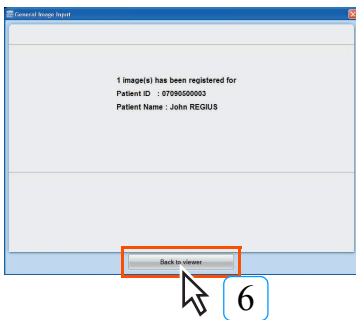 General Image Input
1 image(s) has been registered for
Patient ID : 07090500003
Patient Name : John REGIUS
Back to viewer
6